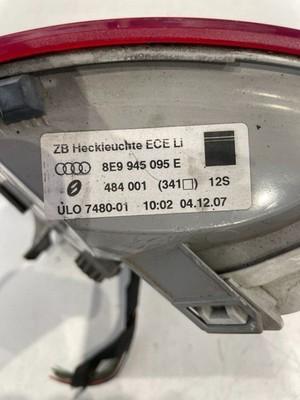 ZB Heckleuchte ECE Li
8E9 945 095 E
484 001 (341□) 12S
ULO 7480-01 10:02 04.12.07